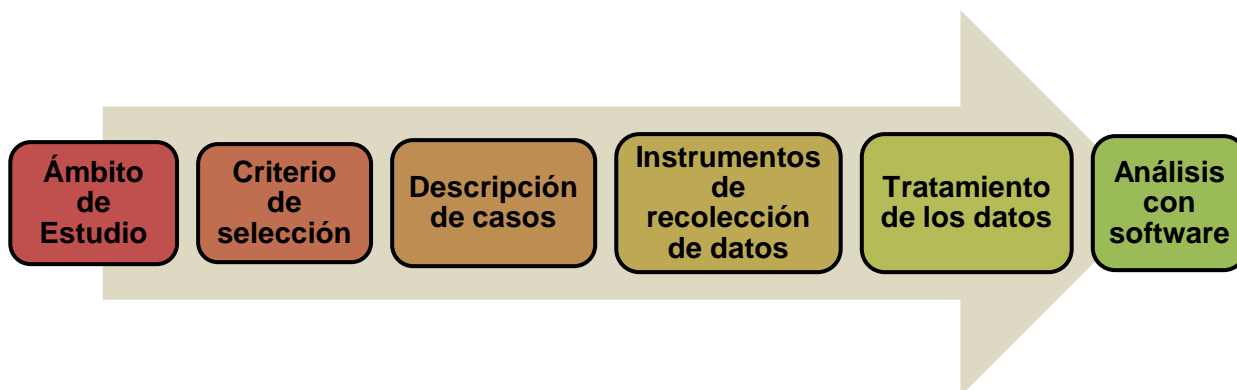 Ámbito
de
Estudio
Criterio
de
selección
Descripción
de casos
Instrumentos
de
recolección
de datos
Tratamiento
de los datos
Análisis
con
software